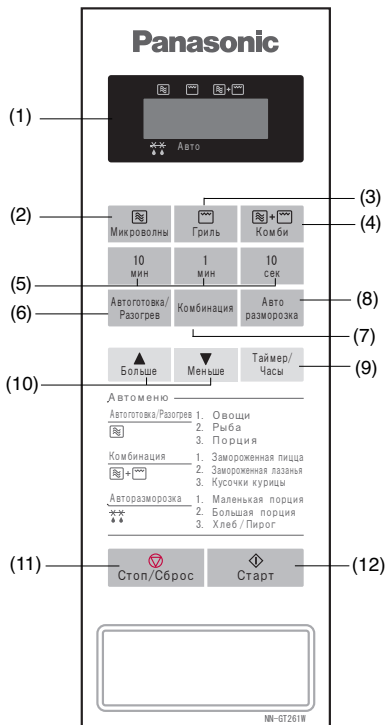 Panasonic
(1)
Авто
(3)
(2)
(4)
Микроволны
Гриль
Комби
10 мин
1 мин
10 сек
(5)
(6)
Автоготовка/
Разогрев
Комбинация
Авто
разморозка
(8)
(7)
▲
Больше
▼
Меньше
Таймер/
Часы
(9)
(10)
Автоменю
Автоготовка/Разогрев
1. Овощи
2. Рыба
3. Порция
Комбинация
1. Замороженная пицца
2. Замороженная лазанья
3. Кусочки курицы
Авторазморозка
1. Маленькая порция
2. Большая порция
3. Хлеб/Пирог
(11)
Стоп/Сброс
Старт
(12)
NN-GT261W